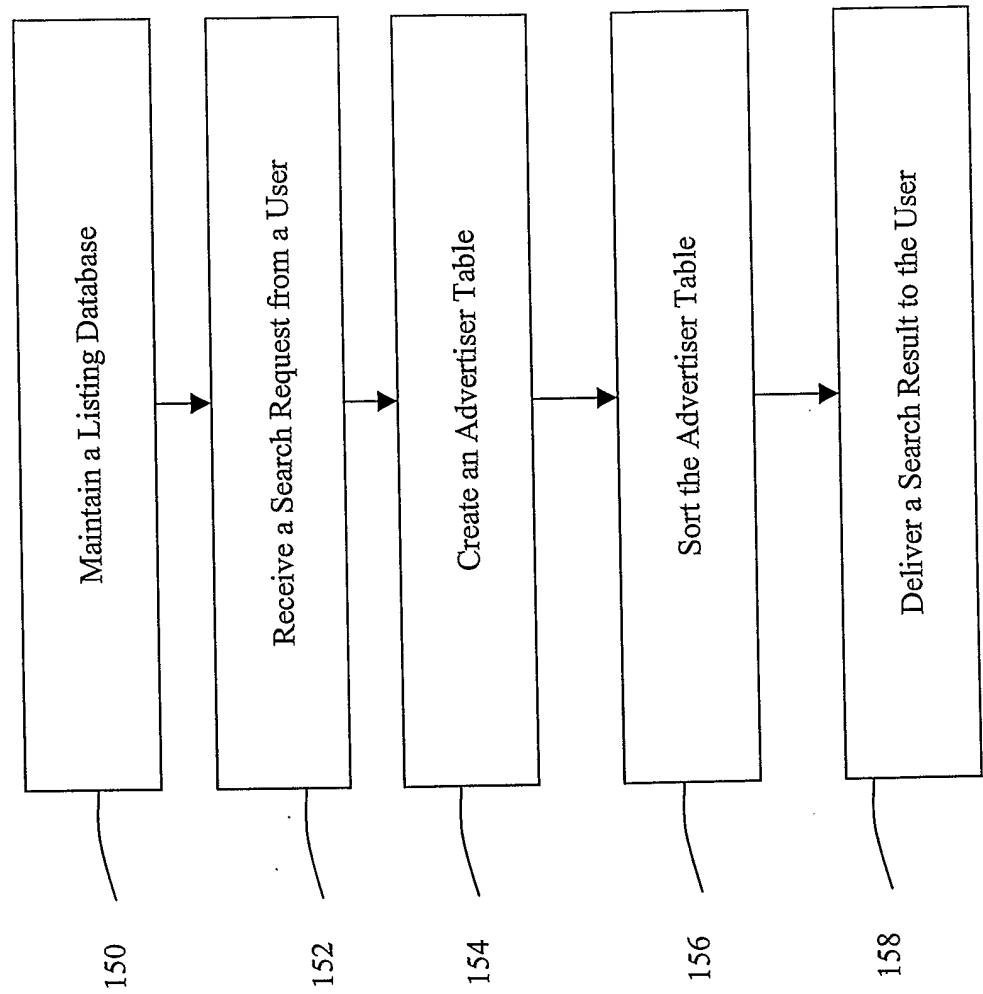 150
Maintain a Listing Database
152
Receive a Search Request from a User
154
Create an Advertiser Table
156
Sort the Advertiser Table
158
Deliver a Search Result to the User